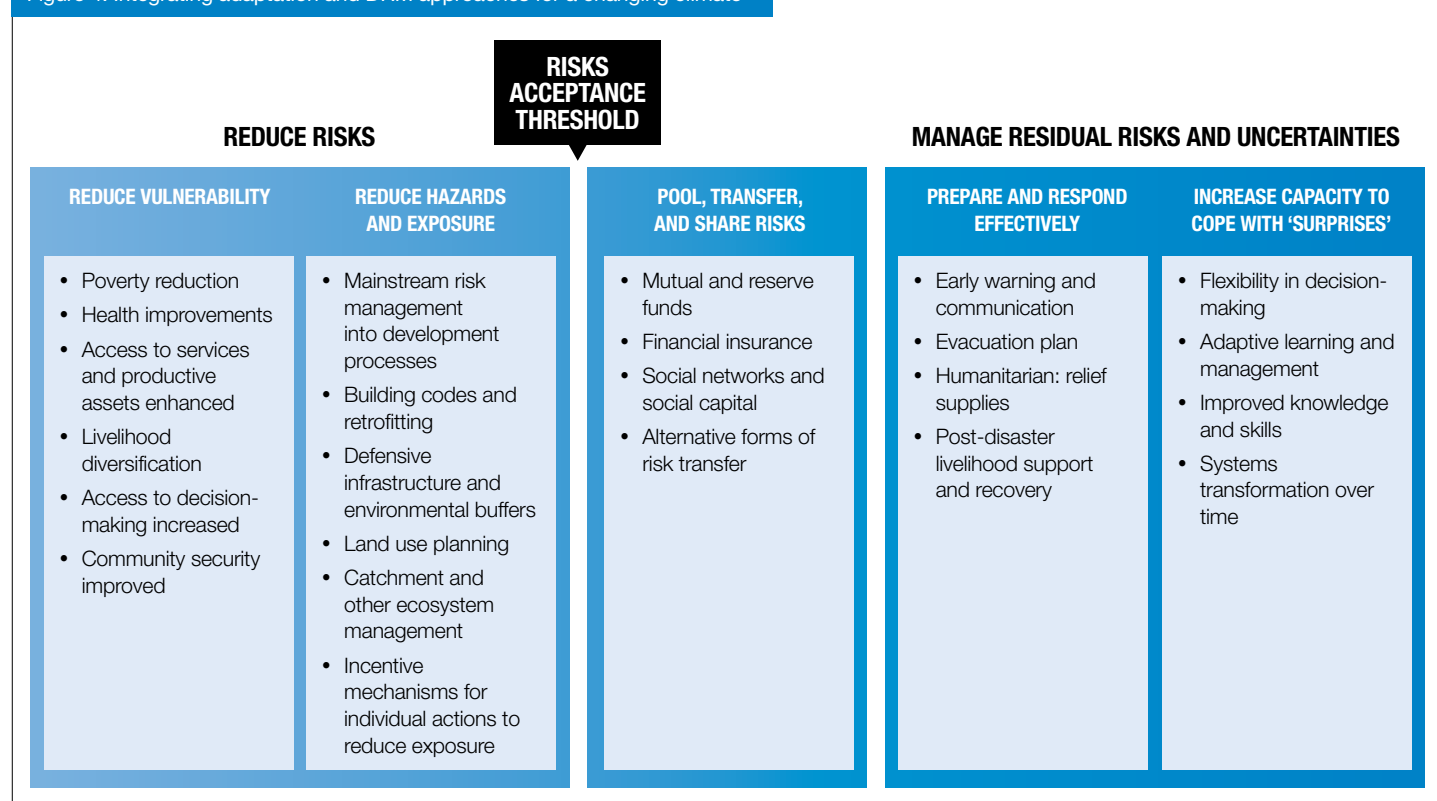 RISKS
ACCEPTANCE
THRESHOLD
REDUCE RISKS
MANAGE RESIDUAL RISKS AND UNCERTAINTIES
REDUCE VULNERABILITY
• Poverty reduction
• Health improvements
• Access to services
and productive
assets enhanced
• Livelihood
diversification
• Access to decision-
making increased
• Community security
improved
REDUCE HAZARDS
AND EXPOSURE
• Mainstream risk
management
into development
processes
• Building codes and
retrofitting
• Defensive
infrastructure and
environmental buffers
• Land use planning
• Catchment and
other ecosystem
management
• Incentive
mechanisms for
individual actions to
reduce exposure
POOL, TRANSFER,
AND SHARE RISKS
• Mutual and reserve
funds
• Financial insurance
• Social networks and
social capital
• Alternative forms of
risk transfer
PREPARE AND RESPOND
EFFECTIVELY
• Early warning and
communication
• Evacuation plan
• Humanitarian: relief
supplies
• Post-disaster
livelihood support
and recovery
INCREASE CAPACITY TO
COPE WITH ‘SURPRISES’
• Flexibility in decision-
making
• Adaptive learning and
management
• Improved knowledge
and skills
• Systems
transformation over
time